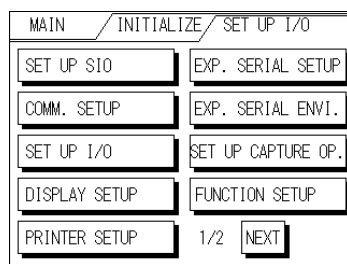 MAIN INITIALIZE SET UP I/O
SET UP SIO EXP. SERIAL SETUP
COMM. SETUP EXP. SERIAL ENVI.
SET UP I/O SET UP CAPTURE OP.
DISPLAY SETUP FUNCTION SETUP
PRINTER SETUP 1/2 NEXT